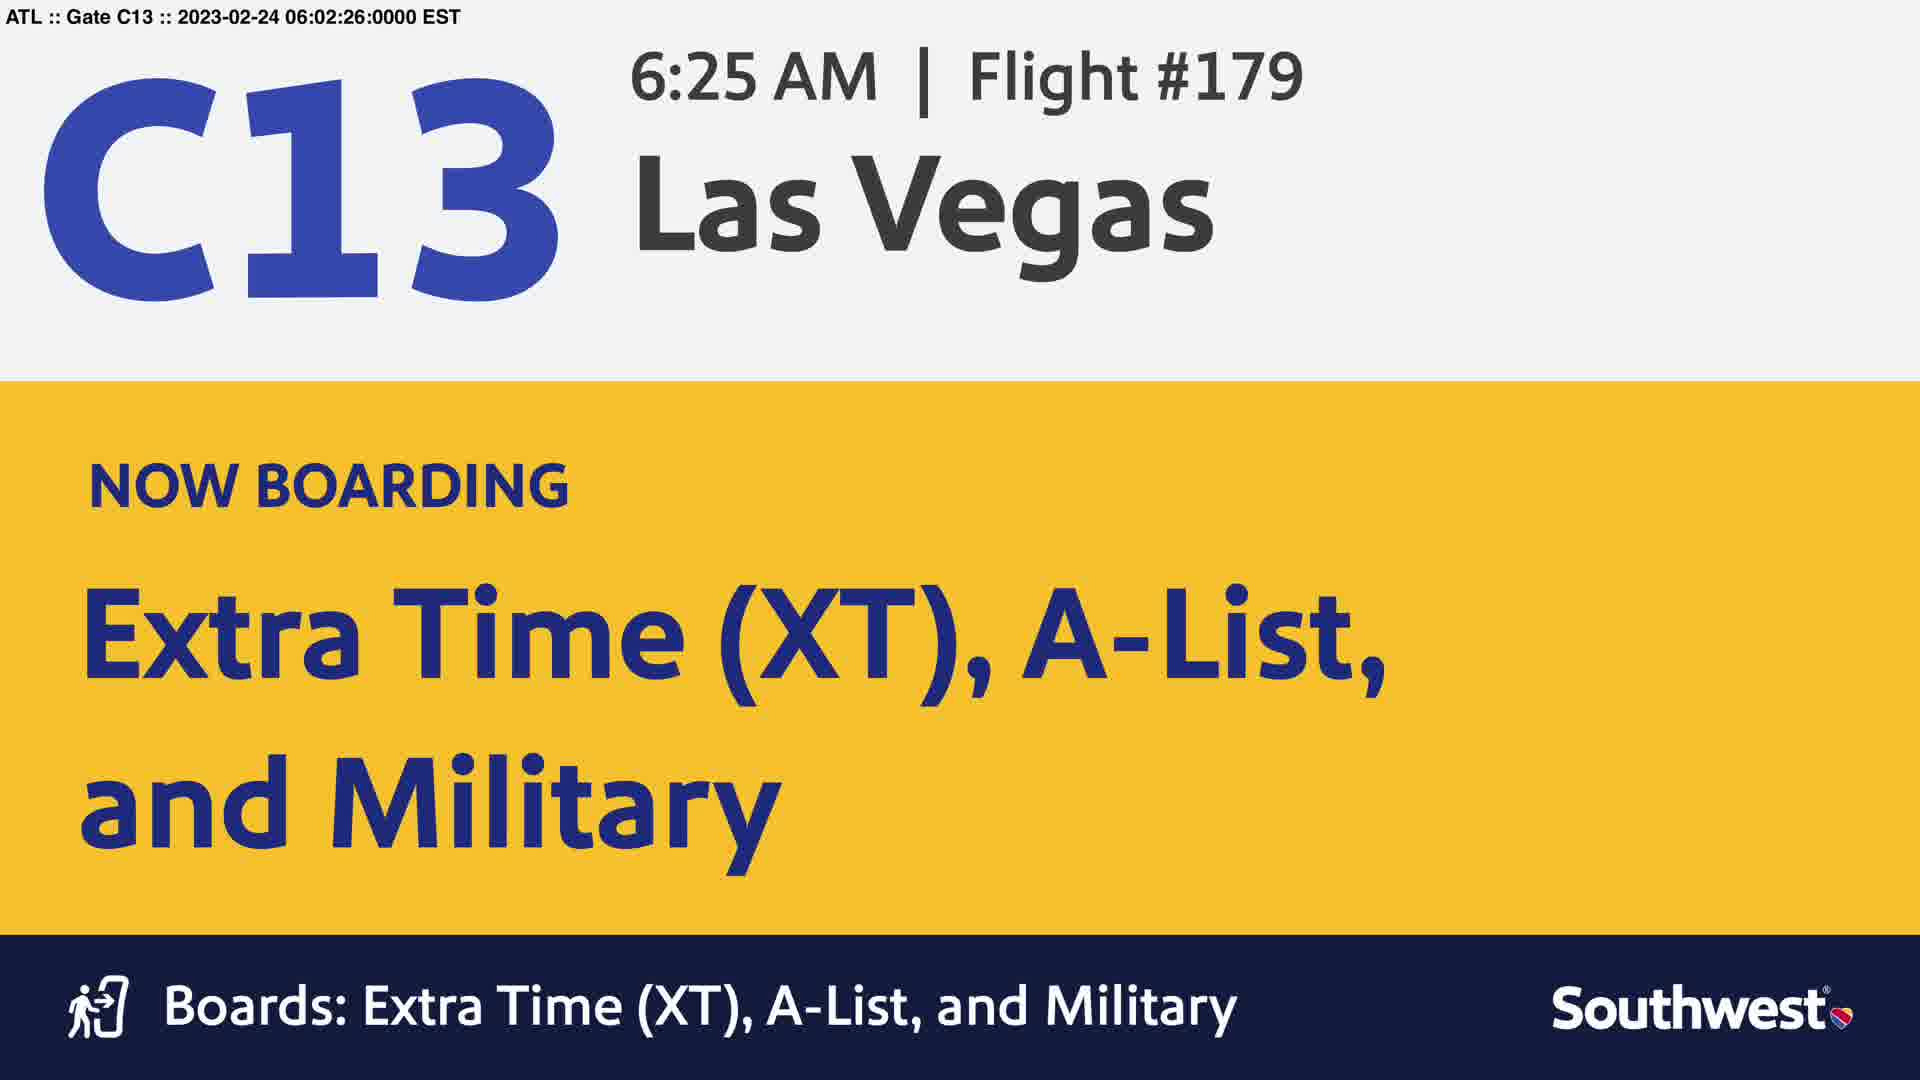 ATL :: Gate C13 :: 2023-02-24 06:02:26:0000 EST
C13
6:25 AM | Flight #179
Las Vegas
NOW BOARDING
Extra Time (XT), A-List,
and Military
Boards: Extra Time (XT), A-List, and Military
Southwest®